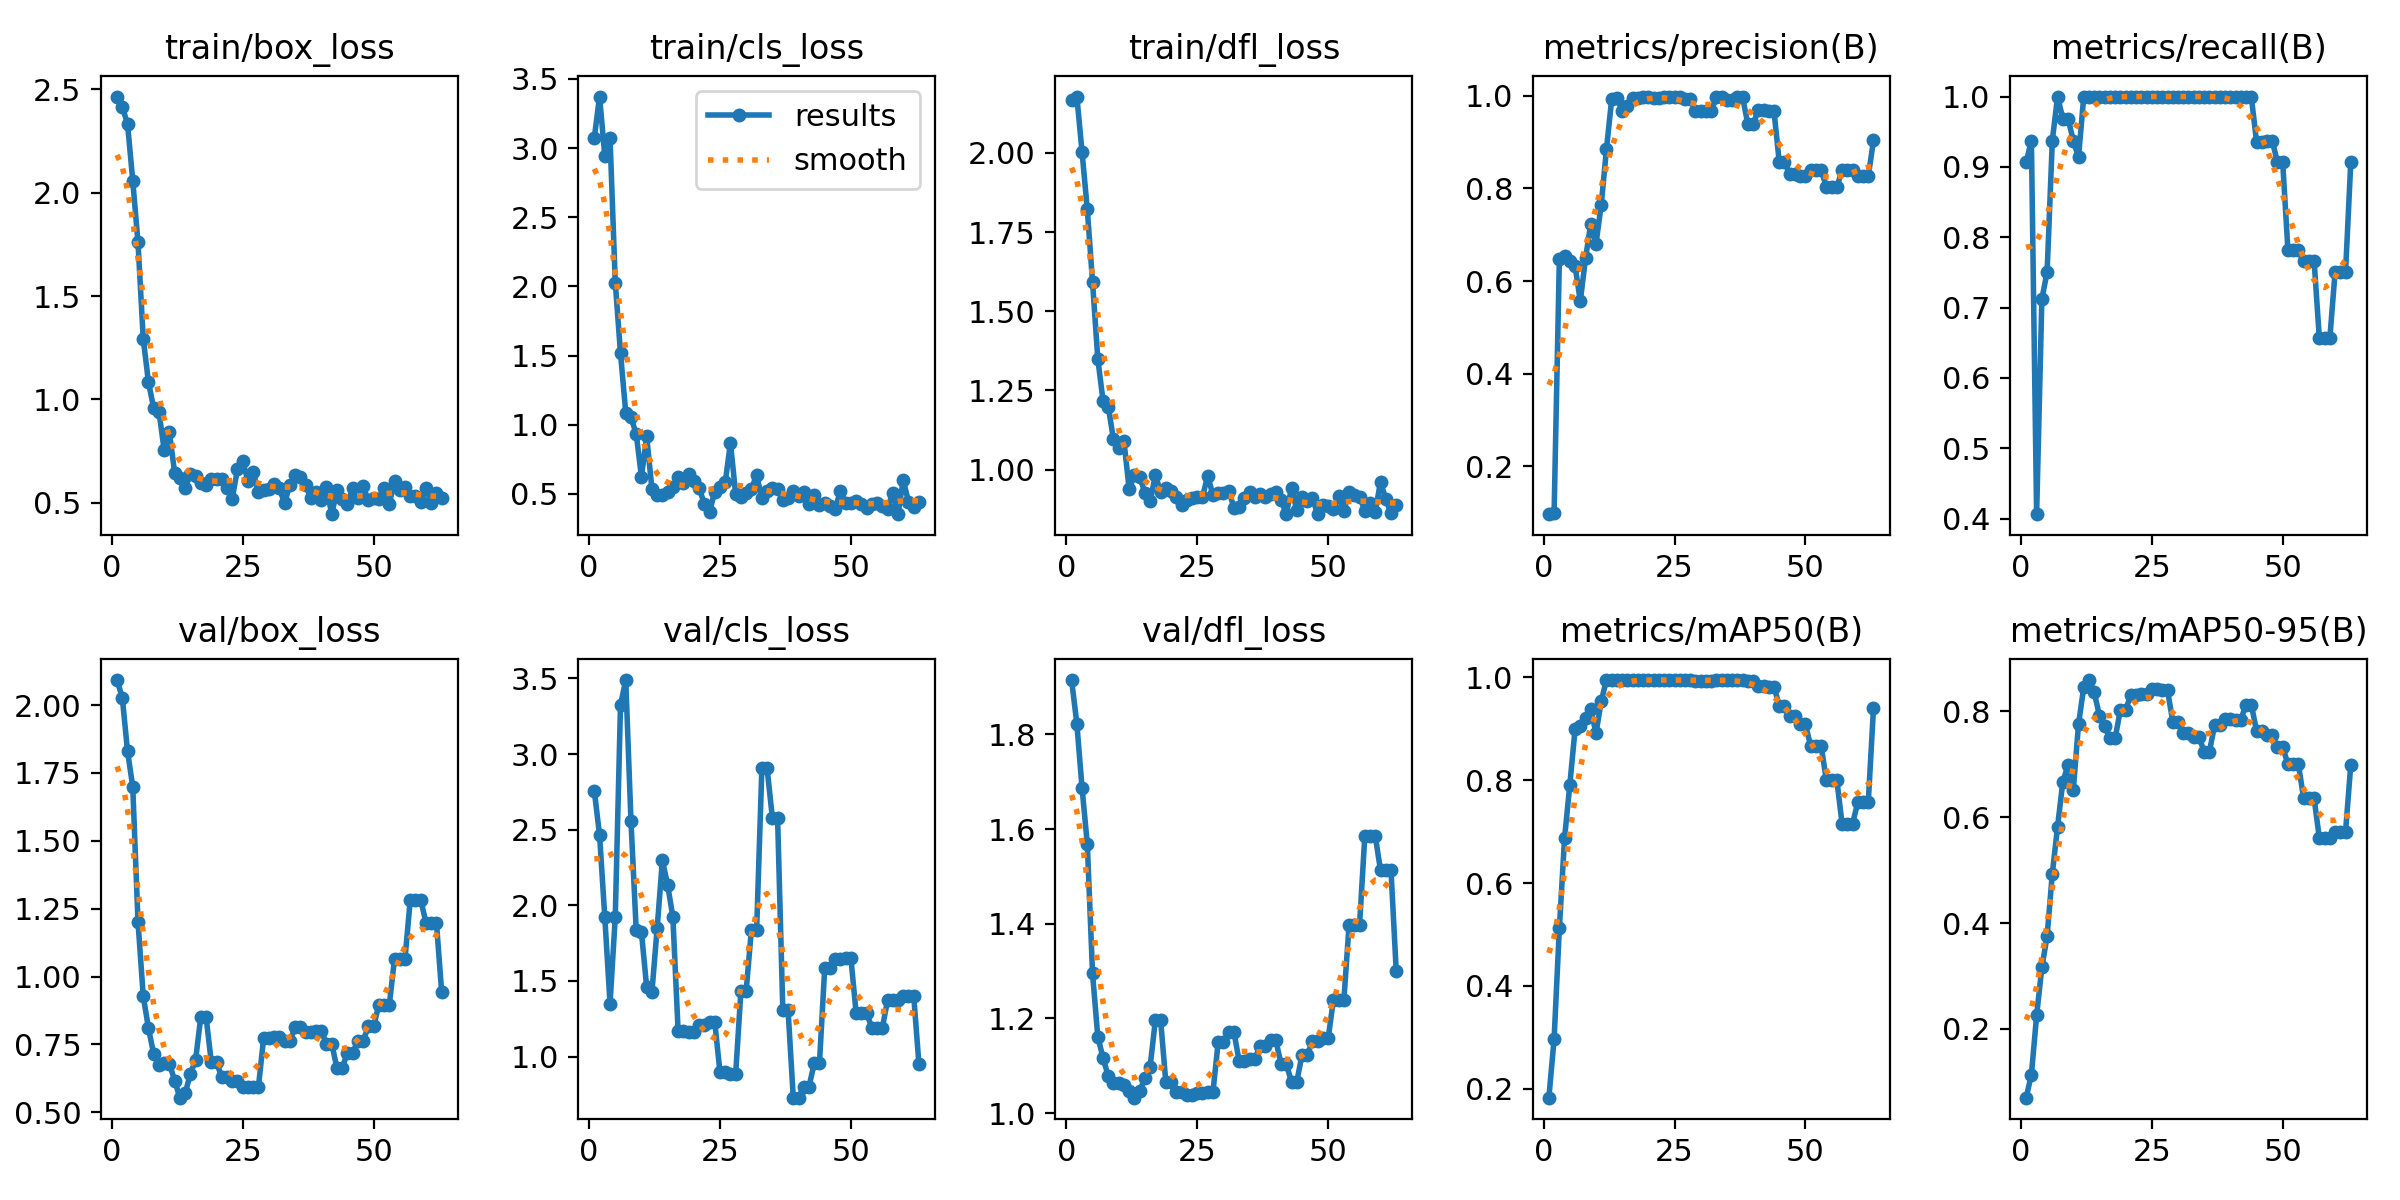 train/box_loss
train/cls_loss
train/dfl_loss
metrics/precision(B)
metrics/recall(B)
2.5
2.0
1.5
1.0
0.5
0 25 50
3.5
3.0
2.5
2.0
1.5
1.0
0.5
results
smooth
0 25 50
2.00
1.75
1.50
1.25
1.00
0 25 50
1.0
0.8
0.6
0.4
0.2
0 25 50
1.0
0.9
0.8
0.7
0.6
0.5
0.4
0 25 50
val/box_loss
val/cls_loss
val/dfl_loss
metrics/mAP50(B)
metrics/mAP50-95(B)
2.00
1.75
1.50
1.25
1.00
0.75
0.50
0 25 50
3.5
3.0
2.5
2.0
1.5
1.0
0 25 50
1.8
1.6
1.4
1.2
1.0
0 25 50
1.0
0.8
0.6
0.4
0.2
0 25 50
0.8
0.6
0.4
0.2
0 25 50